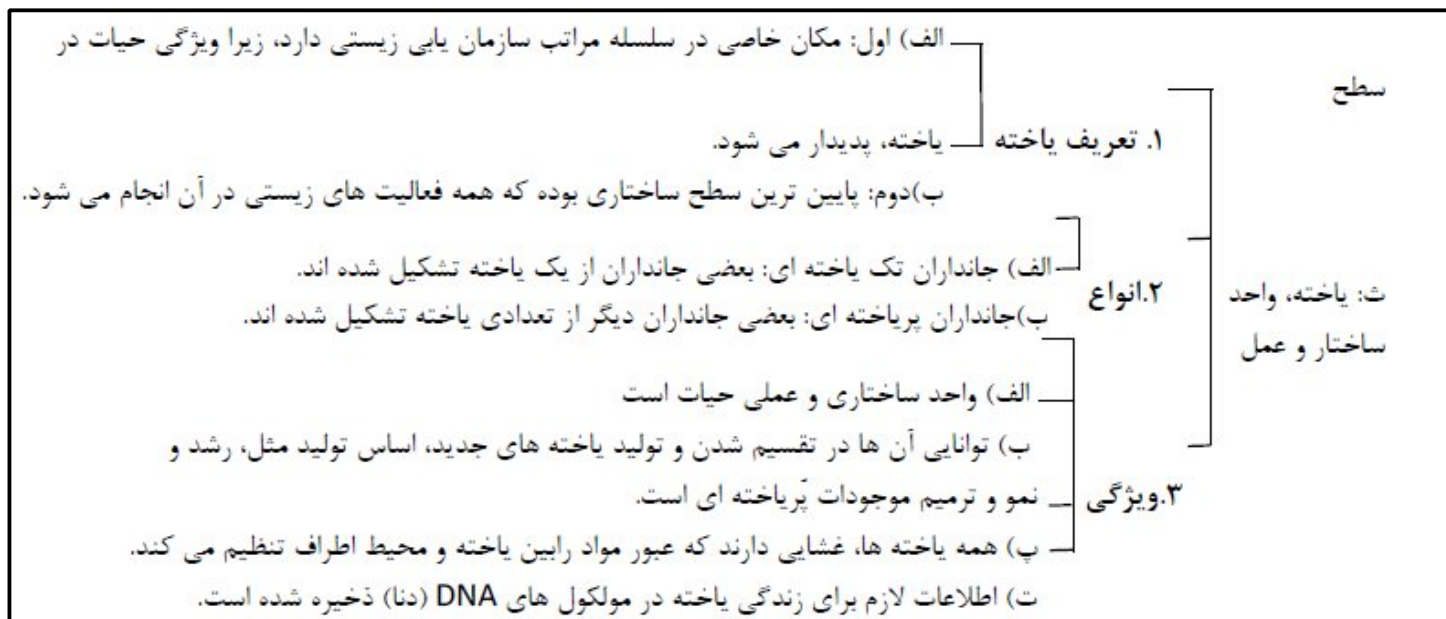 الف) اول: مکان خاصی در سلسله مراتب سازمان یابی زیستی دارد، زیرا ویژگی حیات در
سطح
۱. تعریف یاخته
یاخته، پدیدار می شود.
ب)دوم: پایین ترین سطح ساختاری بوده که همه فعالیت های زیستی در آن انجام می شود.
الف) جانداران تک یاخته ای: بعضی جانداران از یک یاخته تشکیل شده اند.
ث: یاخته، واحد
۲.انواع
ب)جانداران پریاخته ای: بعضی جانداران دیگر از تعدادی یاخته تشکیل شده اند.
ساختار و عمل
الف) واحد ساختاری و عملی حیات است
ب) توانایی آن ها در تقسیم شدن و تولید یاخته های جدید، اساس تولید مثل، رشد و
۳.ویژگی
نمو و ترمیم موجودات پّریاخته ای است.
پ) همه یاخته ها، غشایی دارند که عبور مواد رابین یاخته و محیط اطراف تنظیم می کند.
ت) اطلاعات لازم برای زندگی یاخته در مولکول های DNA (دنا) ذخیره شده است.